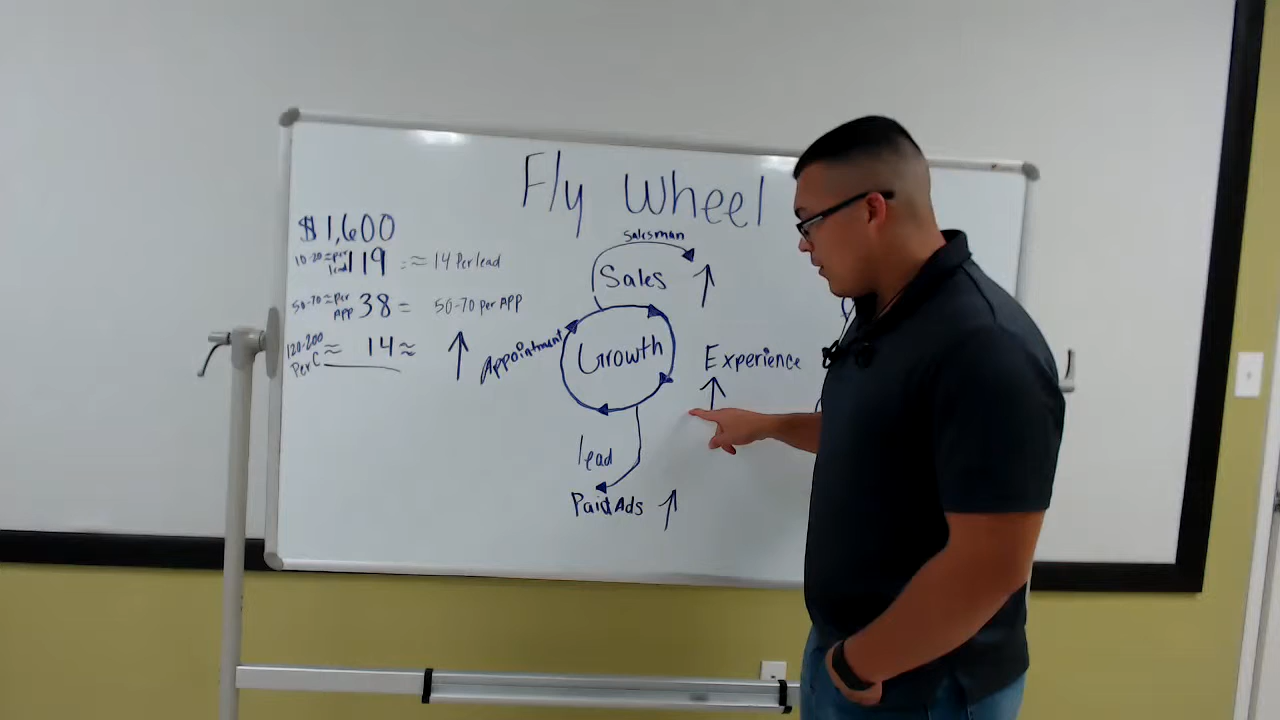 Fly Wheel
$1,600
10-20 ≈ per lead 119 ≈ 14 Per lead
50-70 ≈ per APP 38 = 50-70 per APP
120-200 Per C ≈ 14 ≈
Salesman
Sales
Appointment
Growth
Experience
lead
Paid Ads